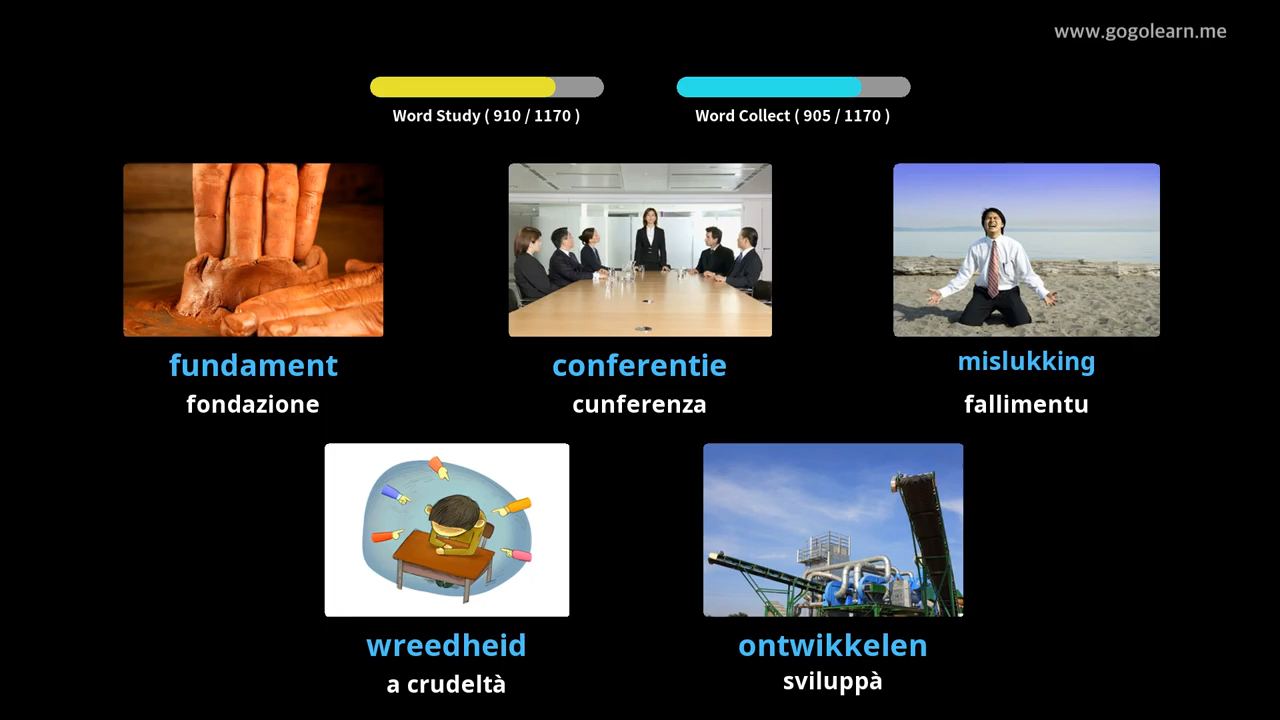 www.gogolearn.me
Word Study ( 910 / 1170 )
Word Collect ( 905 / 1170 )
fundament
fondazione
conferentie
cunferenza
mislukking
fallimentu
wreedheid
a crudeltà
ontwikkelen
sviluppà